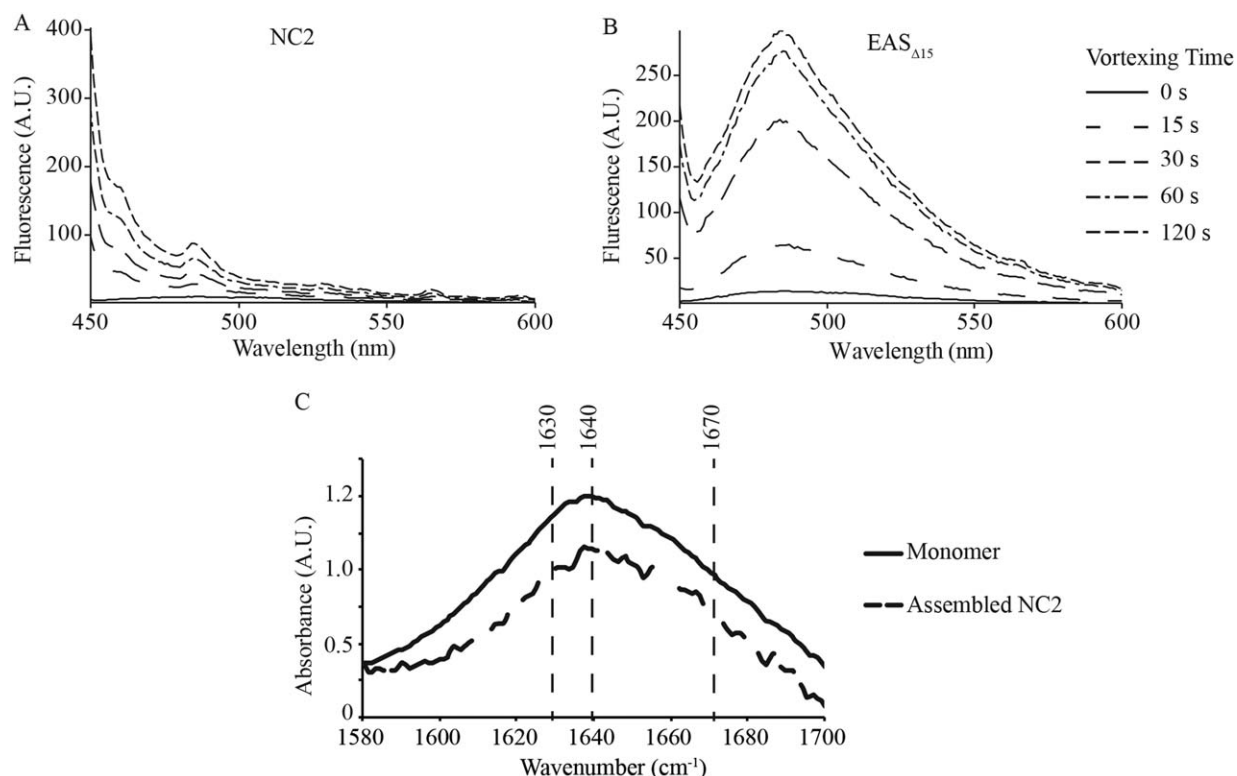 A
NC2
400
300
200
100
Fluorescence (A.U.)
450 500 550 600
Wavelength (nm)
B
EAS Δ15
250
200
150
100
50
Flurescence (A.U.)
450 500 550 600
Wavelength (nm)
Vortexing Time
0 s
15 s
30 s
60 s
120 s
C
1630
1640
1670
1.2
1.0
0.5
0
Absorbance (A.U.)
1580 1600 1620 1640 1660 1680 1700
Wavenumber (cm⁻¹)
Monomer
Assembled NC2